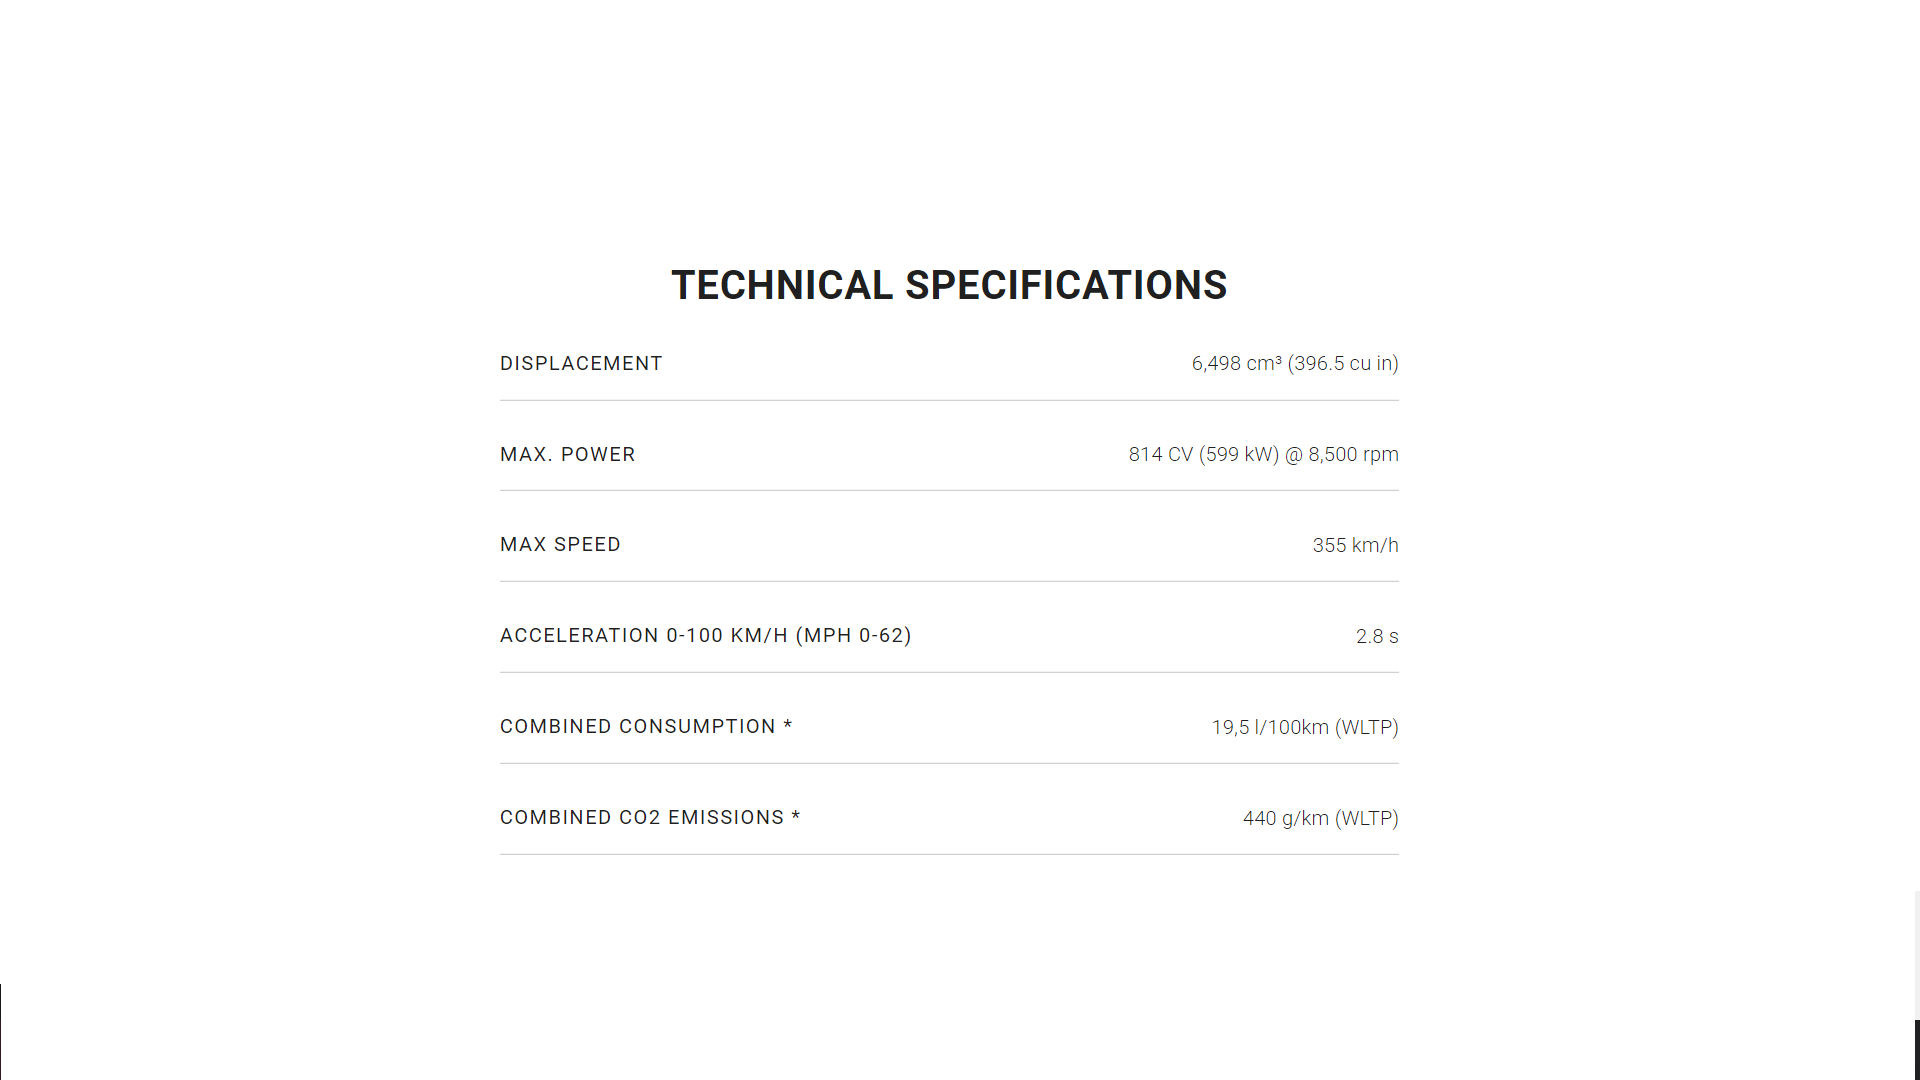 TECHNICAL SPECIFICATIONS
DISPLACEMENT 6,498 cm³ (396.5 cu in)
MAX. POWER 814 CV (599 kW) @ 8,500 rpm
MAX SPEED 355 km/h
ACCELERATION 0-100 KM/H (MPH 0-62) 2.8 s
COMBINED CONSUMPTION * 19,5 l/100km (WLTP)
COMBINED CO2 EMISSIONS * 440 g/km (WLTP)